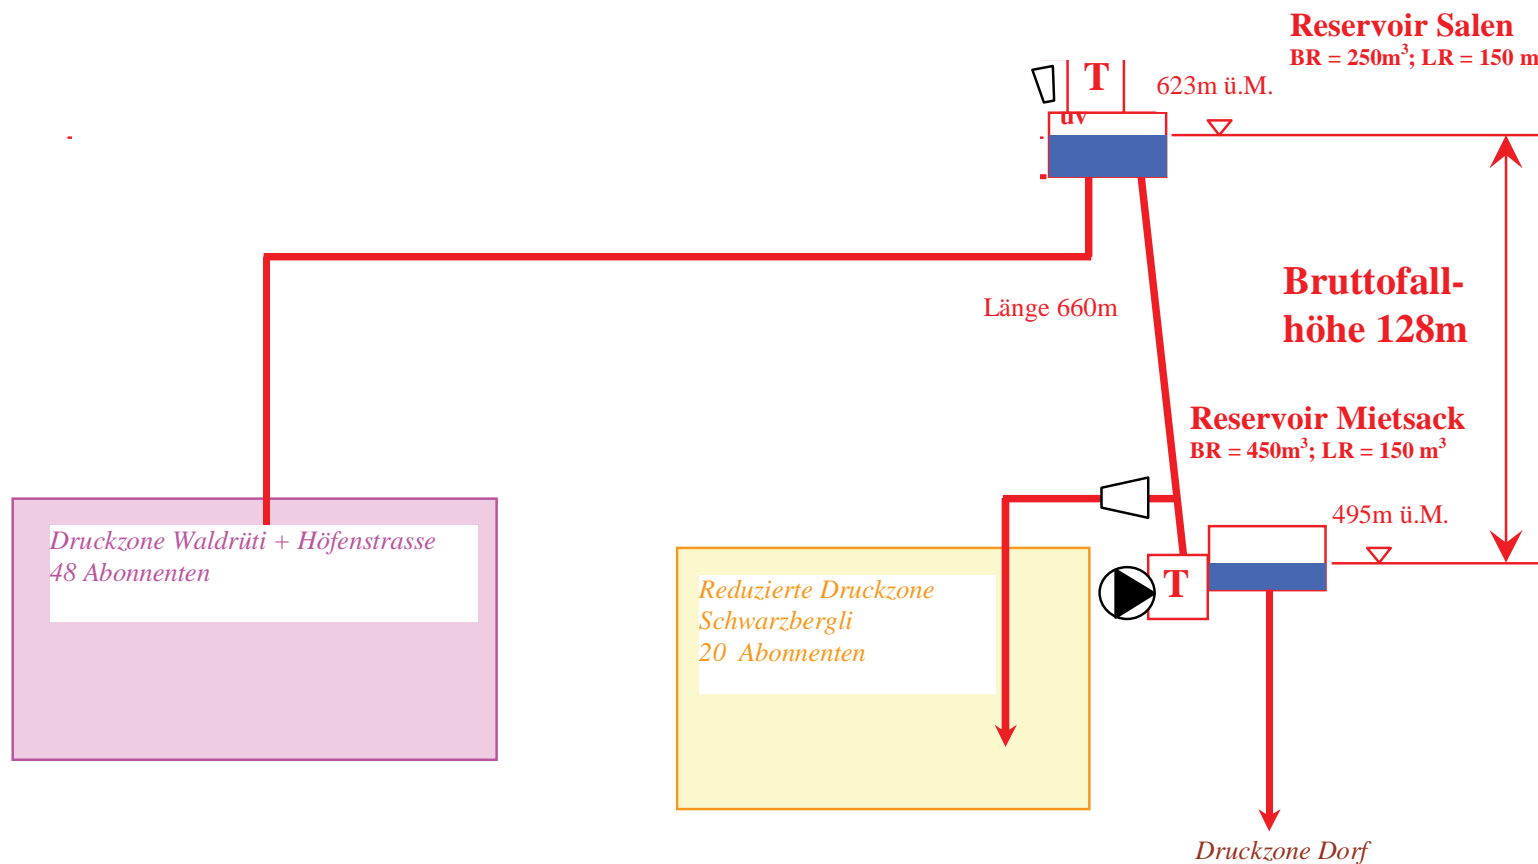 Reservoir Salen
BR = 250m³; LR = 150 m
T
623m ü.M.
uv
Bruttofall-
höhe 128m
Länge 660m
Reservoir Mietsack
BR = 450m³; LR = 150 m³
495m ü.M.
T
Druckzone Waldrüti + Höfenstrasse
48 Abonnenten
Reduzierte Druckzone
Schwarzbergli
20 Abonnenten
Druckzone Dorf